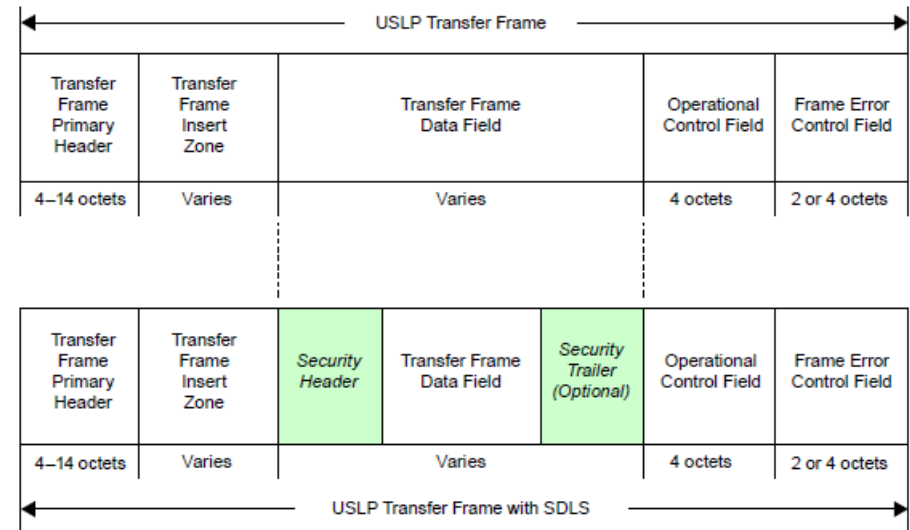 USLP Transfer Frame
Transfer
Frame
Primary
Header
Transfer
Frame
Insert
Zone
Transfer Frame
Data Field
Operational
Control Field
Frame Error
Control Field
4–14 octets
Varies
Varies
4 octets
2 or 4 octets
Transfer
Frame
Primary
Header
Transfer
Frame
Insert
Zone
Security
Header
Transfer Frame
Data Field
Security
Trailer
(Optional)
Operational
Control Field
Frame Error
Control Field
4–14 octets
Varies
Varies
4 octets
2 or 4 octets
USLP Transfer Frame with SDLS